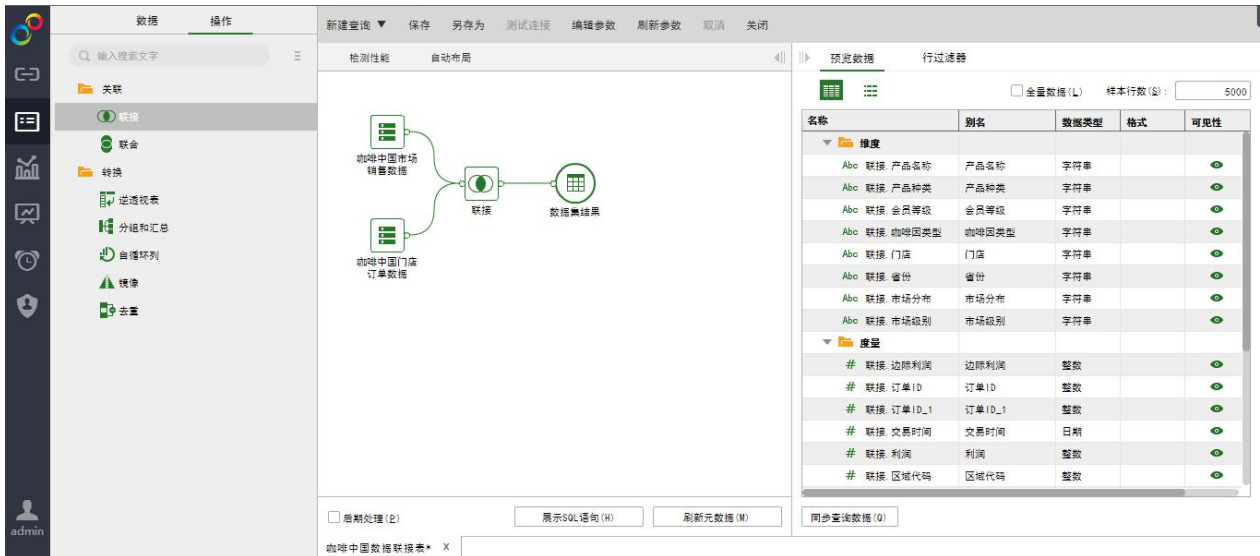 数据 操作
输入搜索文字
关联
联接
联合
转换
逆透视表
分组和汇总
自循环列
镜像
去重
admin
新建查询 ▼ 保存 另存为 测试连接 编辑参数 刷新参数 取消 关闭
检测性能 自动布局
咖啡中国市场
销售数据
联接
数据集结果
咖啡中国门店
订单数据
后期处理(P) 展示SQL语句(H) 刷新元数据(M)
咖啡中国数据联接表* X
预览数据 行过滤器
全量数据(L) 样本行数(S): 5000
名称 别名 数据类型 格式 可见性
维度
Abc 联接.产品名称 产品名称 字符串
Abc 联接.产品种类 产品种类 字符串
Abc 联接.会员等级 会员等级 字符串
Abc 联接.咖啡因类型 咖啡因类型 字符串
Abc 联接.门店 门店 字符串
Abc 联接.省份 省份 字符串
Abc 联接.市场分布 市场分布 字符串
Abc 联接.市场级别 市场级别 字符串
度量
# 联接.边际利润 边际利润 整数
# 联接.订单ID 订单ID 整数
# 联接.订单ID_1 订单ID_1 整数
# 联接.交易时间 交易时间 日期
# 联接.利润 利润 整数
# 联接.区域代码 区域代码 整数
同步查询数据(Q)